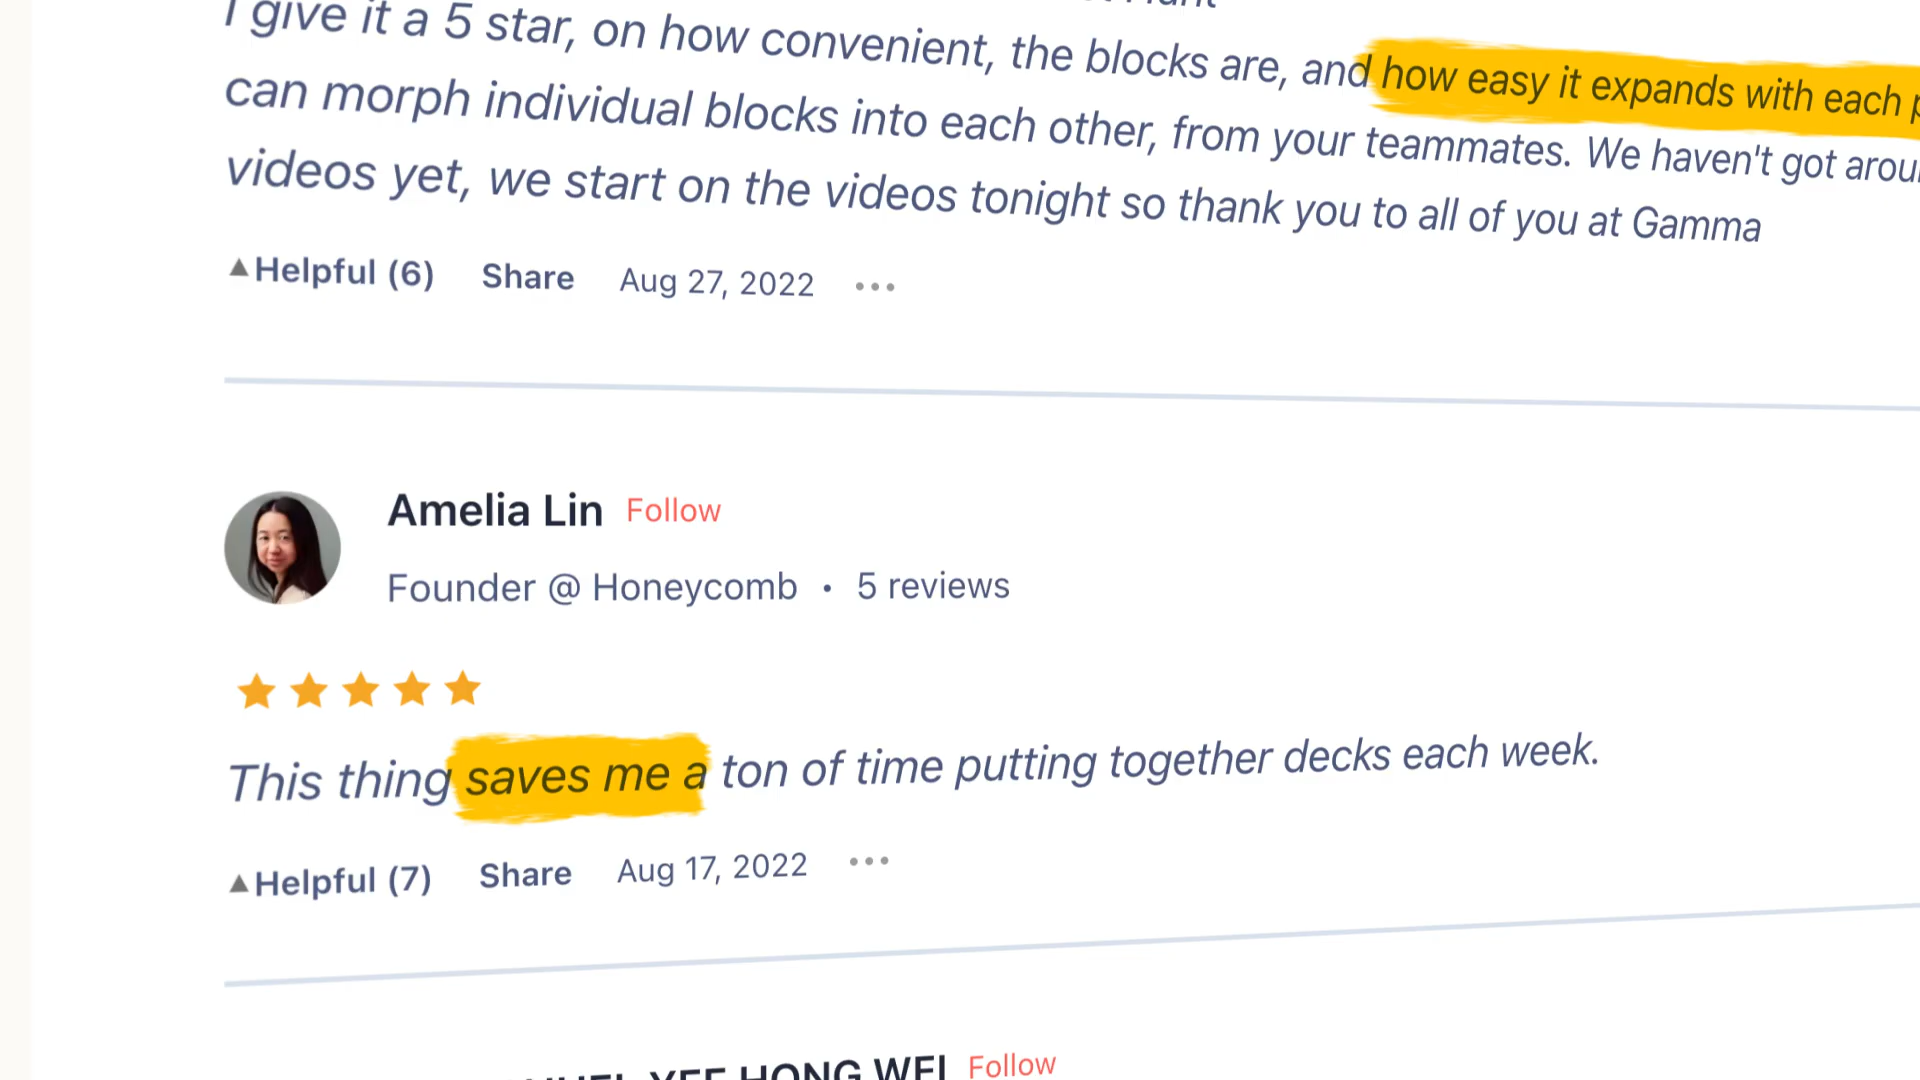 I give it a 5 star, on how convenient, the blocks are, and how easy it expands with each
can morph individual blocks into each other, from your teammates. We haven't got
videos yet, we start on the videos tonight so thank you to all of you at Gamma
▲Helpful (6) Share Aug 27, 2022 •••
Amelia Lin Follow
Founder @ Honeycomb • 5 reviews
This thing saves me a ton of time putting together decks each week.
▲Helpful (7) Share Aug 17, 2022 •••
YEE HONG WEI Follow